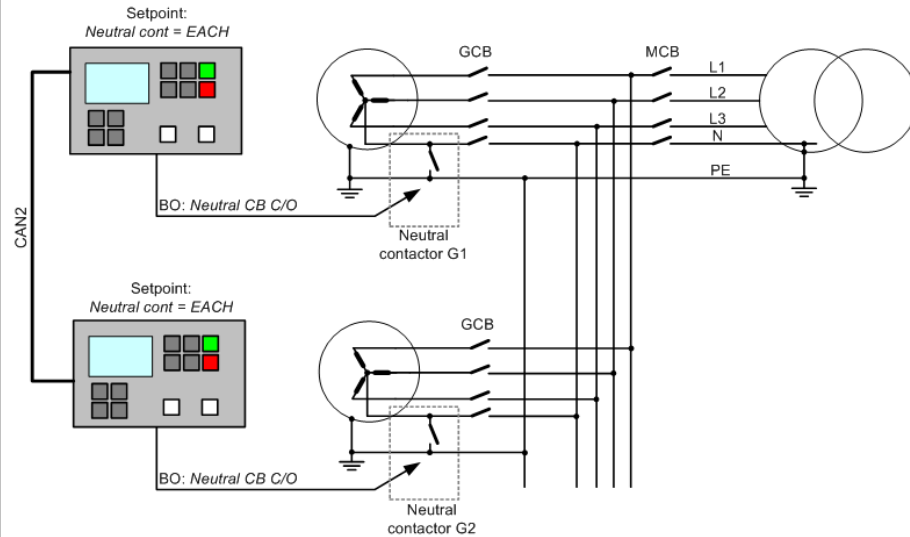 Setpoint:
Neutral cont = EACH
GCB
MCB
L1
L2
L3
N
PE
BO: Neutral CB C/O
Neutral
contactor G1
CAN2
Setpoint:
Neutral cont = EACH
GCB
BO: Neutral CB C/O
Neutral
contactor G2